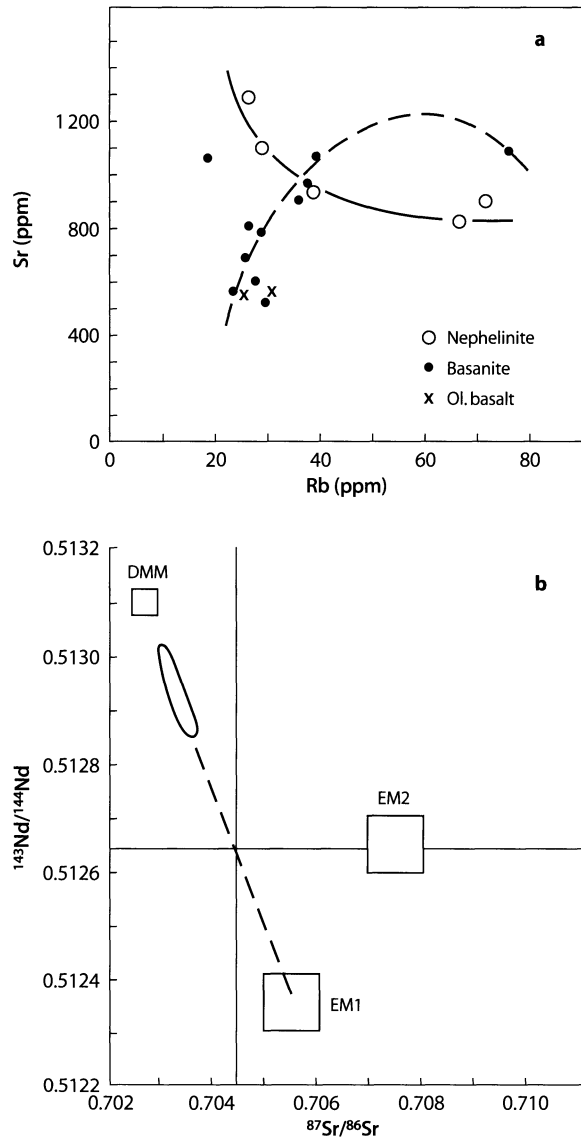 a
1200
800
400
0
Sr (ppm)
0 20 40 60 80
Rb (ppm)
Nephelinite
Basanite
x Ol. basalt
b
0.5132
0.5130
0.5128
0.5126
0.5124
0.5122
¹⁴³Nd/¹⁴⁴Nd
DMM
EM2
EM1
0.702 0.704 0.706 0.708 0.710
⁸⁷Sr/⁸⁶Sr